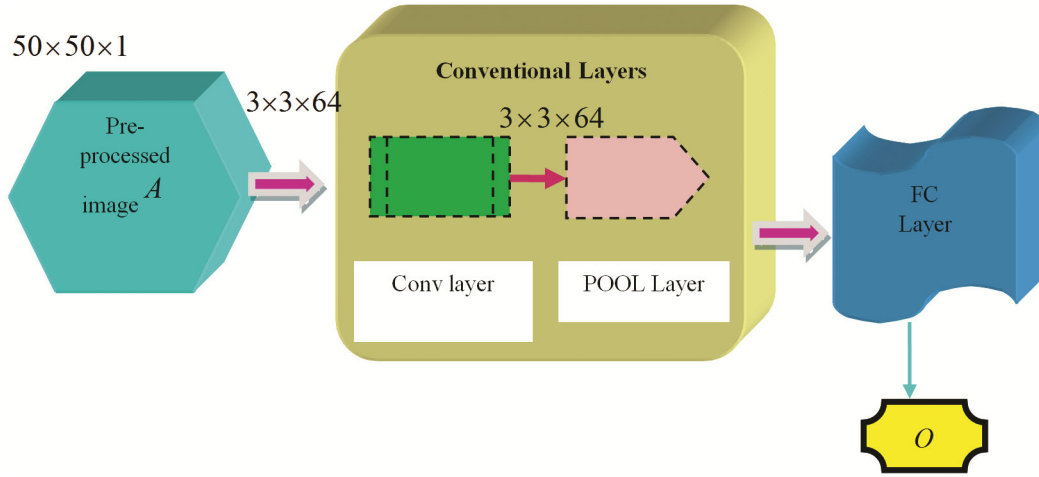 50×50×1
Pre-
processed
image A
3×3×64
Conventional Layers
3×3×64
Conv layer
POOL Layer
FC
Layer
O